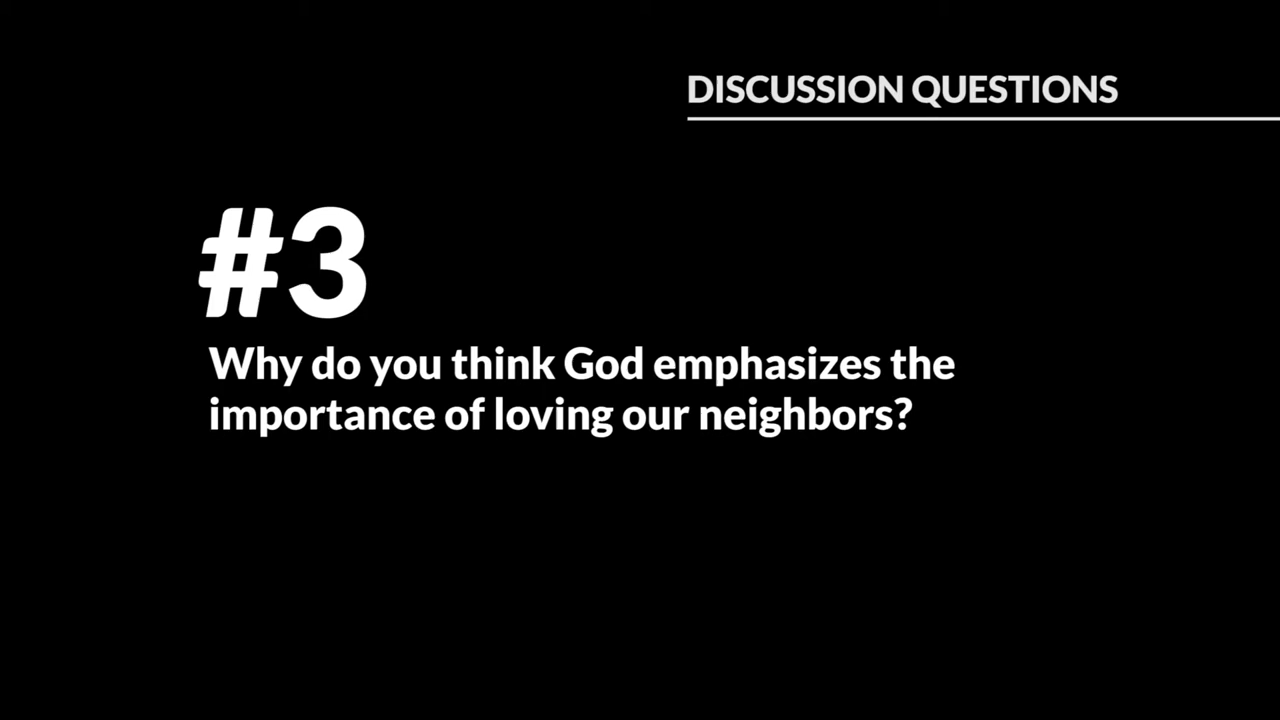 DISCUSSION QUESTIONS
#3
Why do you think God emphasizes the
importance of loving our neighbors?